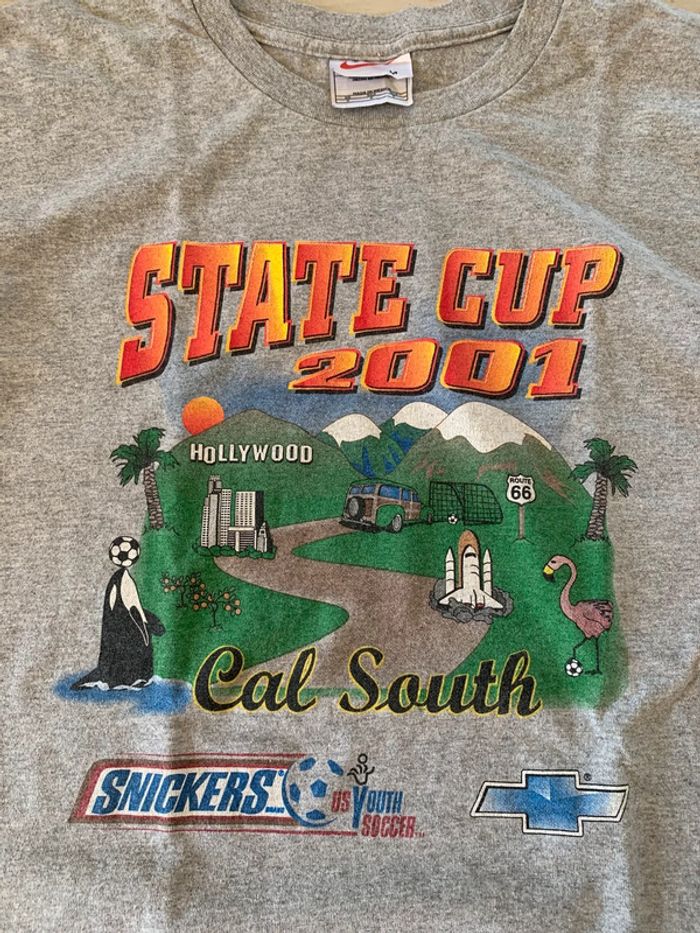 STATE CUP
2001
HOLLYWOOD
ROUTE
66
Cal South
SNICKERS
US YOUTH
SOCCER